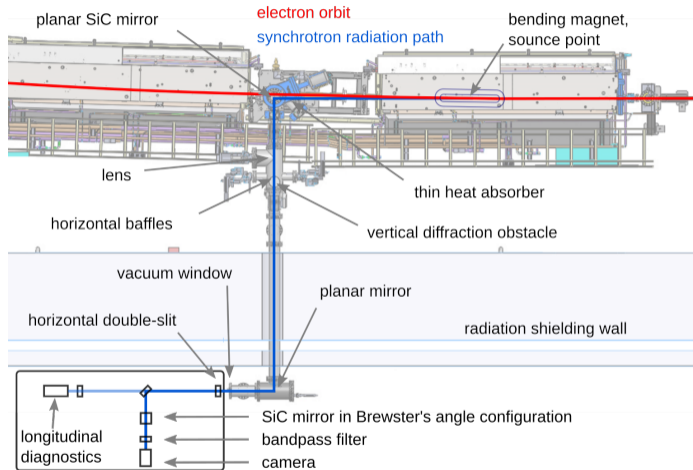 planar SiC mirror
electron orbit
synchrotron radiation path
bending magnet,
sounce point
lens
thin heat absorber
horizontal baffles
vertical diffraction obstacle
vacuum window
planar mirror
horizontal double-slit
radiation shielding wall
SiC mirror in Brewster's angle configuration
longitudinal
diagnostics
bandpass filter
camera